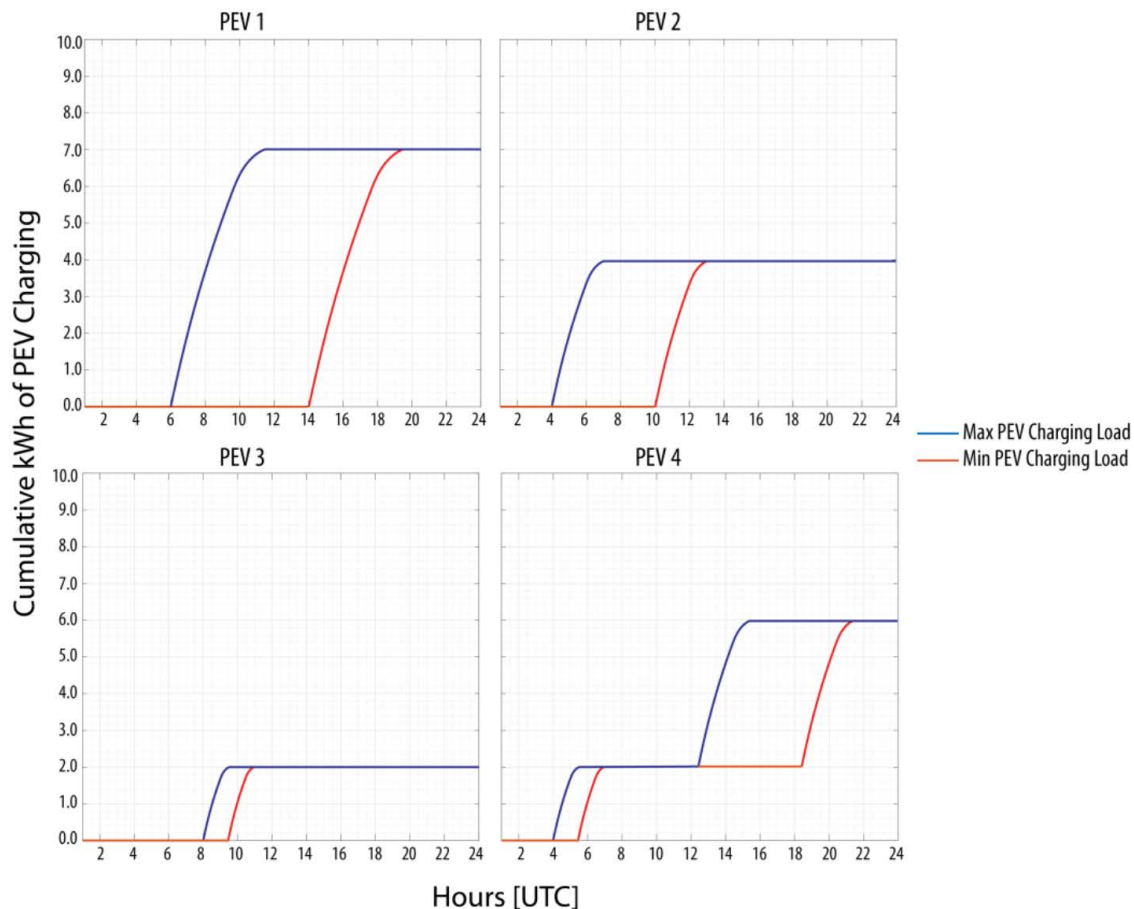 PEV 1
PEV 2
10.0
9.0
8.0
7.0
6.0
5.0
4.0
3.0
2.0
1.0
0.0
2 4 6 8 10 12 14 16 18 20 22 24
2 4 6 8 10 12 14 16 18 20 22 24
Cumulative kWh of PEV Charging
Max PEV Charging Load
Min PEV Charging Load
PEV 3
PEV 4
10.0
9.0
8.0
7.0
6.0
5.0
4.0
3.0
2.0
1.0
0.0
2 4 6 8 10 12 14 16 18 20 22 24
2 4 6 8 10 12 14 16 18 20 22 24
Hours [UTC]